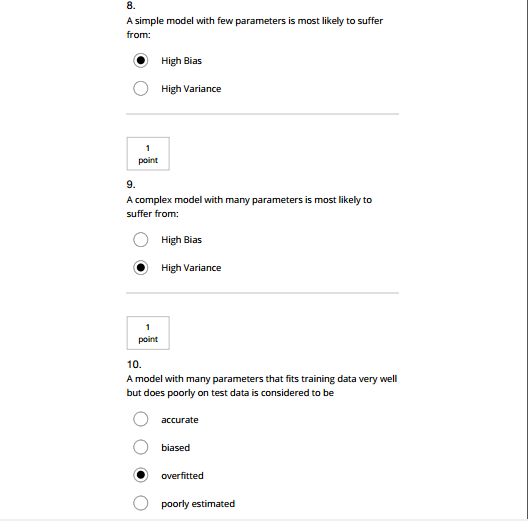 8.
A simple model with few parameters is most likely to suffer
from:
High Bias
High Variance
1
point
9.
A complex model with many parameters is most likely to
suffer from:
High Bias
High Variance
1
point
10.
A model with many parameters that fits training data very well
but does poorly on test data is considered to be
accurate
biased
overfitted
poorly estimated